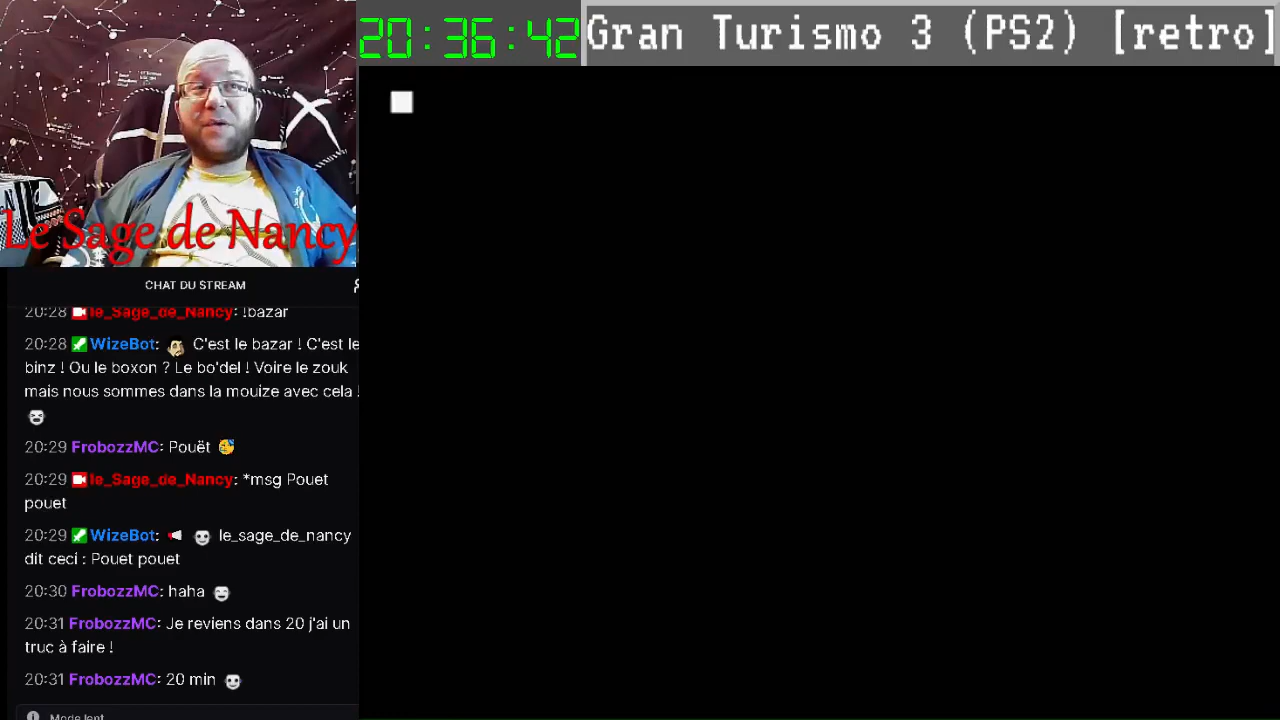 20:36:42
Gran Turismo 3 (PS2) [retro]
Le Sage de Nancy
CHAT DU STREAM
20:28 le_Sage_de_Nancy: !bazar
20:28 WizeBot: C'est le bazar ! C'est le
binz ! Ou le boxon ? Le bo'del ! Voire le zouk
mais nous sommes dans la mouize avec cela !
20:29 FrobozzMC: Pouët
20:29 le_Sage_de_Nancy: *msg Pouet
pouet
20:29 WizeBot: le_sage_de_nancy
dit ceci : Pouet pouet
20:30 FrobozzMC: haha
20:31 FrobozzMC: Je reviens dans 20 j'ai un
truc à faire !
20:31 FrobozzMC: 20 min
Mode lent